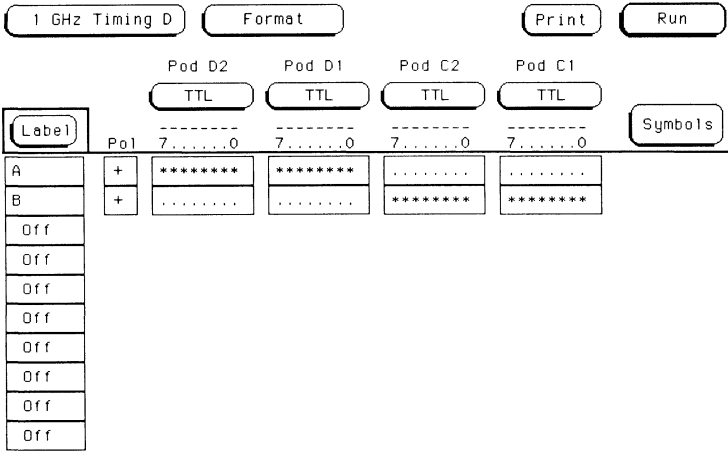 1 GHz Timing D Format Print Run
Pod D2 Pod D1 Pod C2 Pod C1
TTL TTL TTL TTL
Label Pol -------- -------- -------- -------- Symbols
7......0 7......0 7......0 7......0
A + ******** ******** ........ ........
B + ........ ........ ******** ********
Off
Off
Off
Off
Off
Off
Off
Off